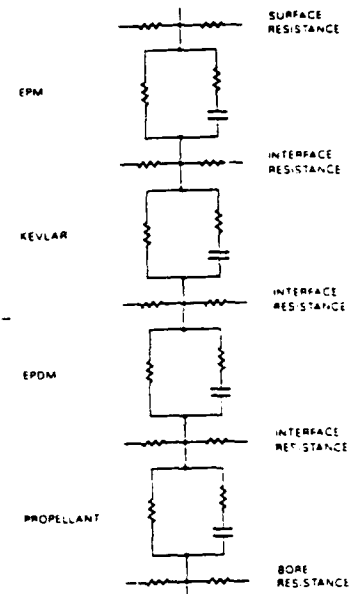 SURFACE
RESISTANCE
EPM
INTERFACE
RESISTANCE
KEVLAR
INTERFACE
RESISTANCE
EPDM
INTERFACE
RESISTANCE
PROPELLANT
BORE
RESISTANCE